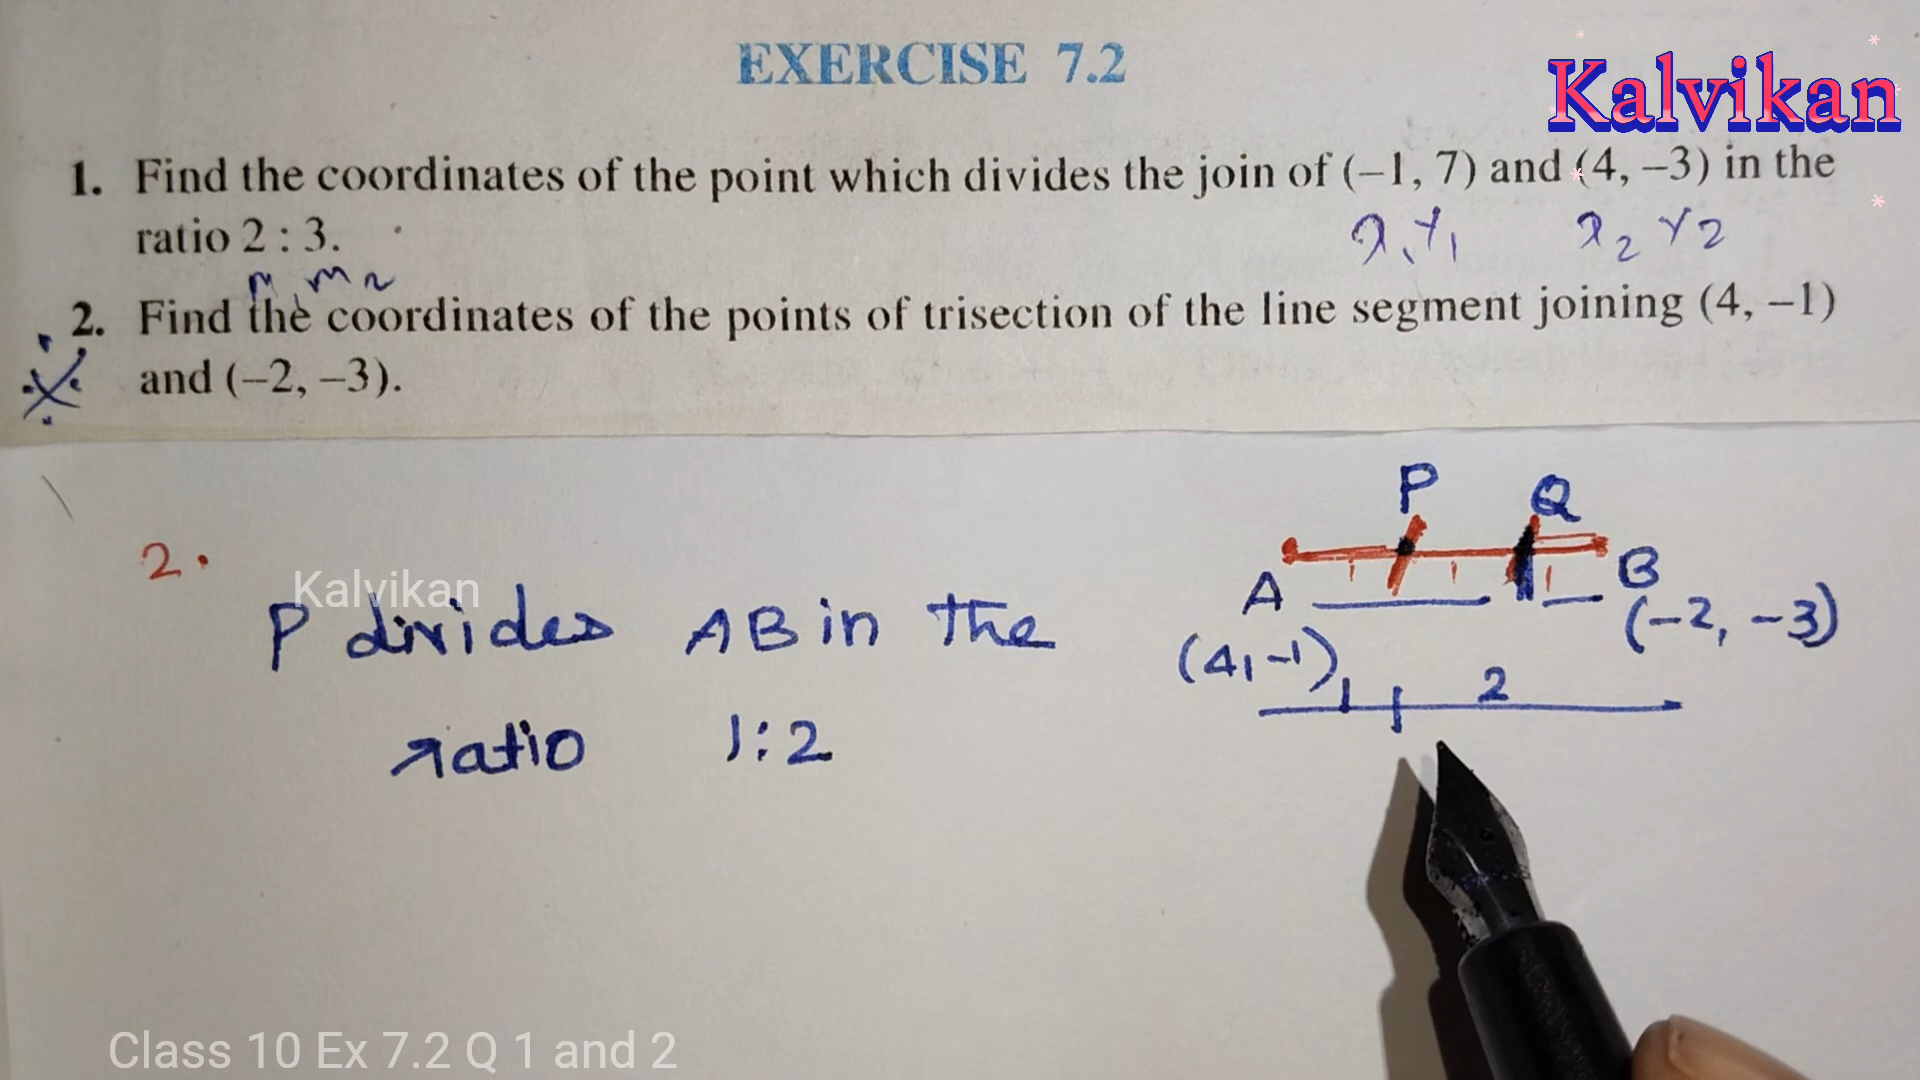 EXERCISE 7.2
Kalvikan
1. Find the coordinates of the point which divides the join of (–1, 7) and (4, –3) in the
ratio 2 : 3.
x₁ y₁ x₂ y₂
m₂
2. Find the coordinates of the points of trisection of the line segment joining (4, –1)
and (–2, –3).
P Q
2.
Kalvikan
A B
P divides AB in the
(4, -1) (-2, -3)
1 2
ratio 1:2
Class 10 Ex 7.2 Q 1 and 2